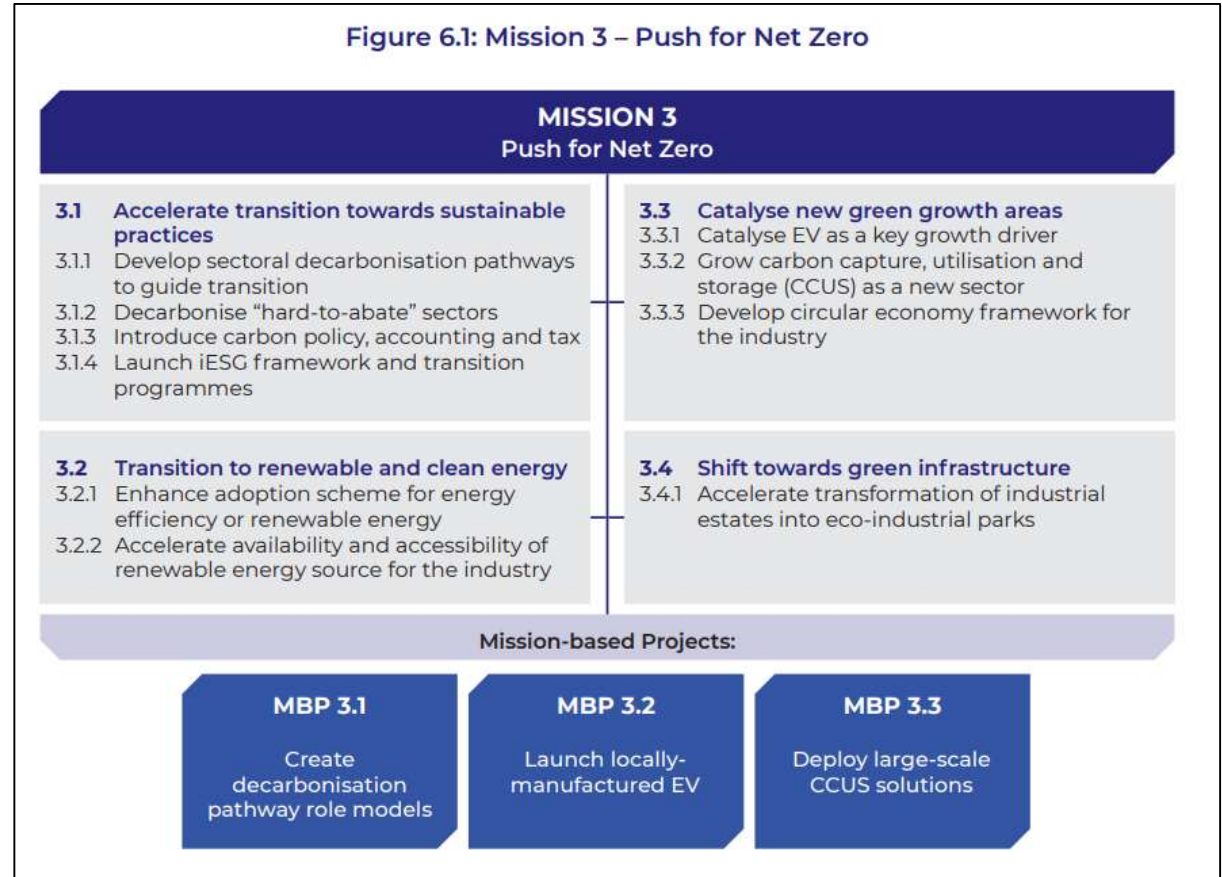 Figure 6.1: Mission 3 – Push for Net Zero
MISSION 3
Push for Net Zero
3.1 Accelerate transition towards sustainable
practices
3.1.1 Develop sectoral decarbonisation pathways
to guide transition
3.1.2 Decarbonise “hard-to-abate” sectors
3.1.3 Introduce carbon policy, accounting and tax
3.1.4 Launch iESG framework and transition
programmes
3.2 Transition to renewable and clean energy
3.2.1 Enhance adoption scheme for energy
efficiency or renewable energy
3.2.2 Accelerate availability and accessibility of
renewable energy source for the industry
3.3 Catalyse new green growth areas
3.3.1 Catalyse EV as a key growth driver
3.3.2 Grow carbon capture, utilisation and
storage (CCUS) as a new sector
3.3.3 Develop circular economy framework for
the industry
3.4 Shift towards green infrastructure
3.4.1 Accelerate transformation of industrial
estates into eco-industrial parks
Mission-based Projects:
MBP 3.1
Create
decarbonisation
pathway role models
MBP 3.2
Launch locally-
manufactured EV
MBP 3.3
Deploy large-scale
CCUS solutions